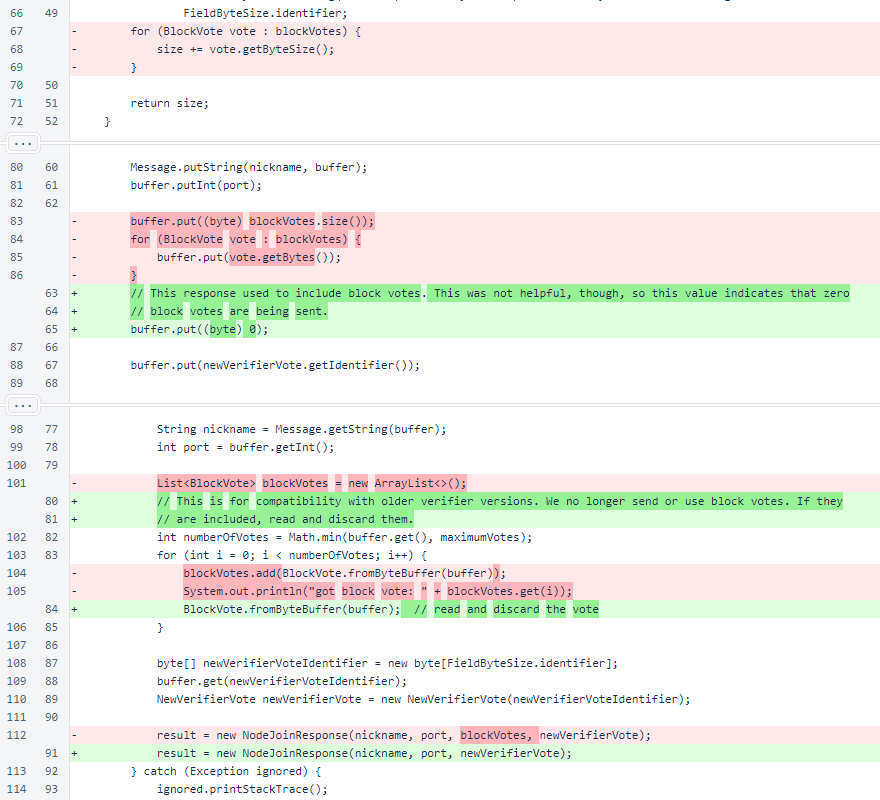 66 49 FieldByteSize.identifier;
67 - for (BlockVote vote : blockVotes) {
68 - size += vote.getByteSize();
69 - }
70 50
71 51 return size;
72 52 }
...
80 60 Message.putString(nickname, buffer);
81 61 buffer.putInt(port);
82 62
83 - buffer.put((byte) blockVotes.size());
84 - for (BlockVote vote : blockVotes) {
85 - buffer.put(vote.getBytes());
86 - }
63 + // This response used to include block votes. This was not helpful, though, so this value indicates that zero
64 + // block votes are being sent.
65 + buffer.put((byte) 0);
87 66
88 67 buffer.put(newVerifierVote.getIdentifier());
89 68
...
98 77 String nickname = Message.getString(buffer);
99 78 int port = buffer.getInt();
100 79
101 - List<BlockVote> blockVotes = new ArrayList<>();
80 + // This is for compatibility with older verifier versions. We no longer send or use block votes. If they
81 + // are included, read and discard them.
102 82 int numberOfVotes = Math.min(buffer.get(), maximumVotes);
103 83 for (int i = 0; i < numberOfVotes; i++) {
104 - blockVotes.add(BlockVote.fromByteBuffer(buffer));
105 - System.out.println("got block vote: " + blockVotes.get(i));
84 + BlockVote.fromByteBuffer(buffer); // read and discard the vote
106 85 }
107 86
108 87 byte[] newVerifierVoteIdentifier = new byte[FieldByteSize.identifier];
109 88 buffer.get(newVerifierVoteIdentifier);
110 89 NewVerifierVote newVerifierVote = new NewVerifierVote(newVerifierVoteIdentifier);
111 90
112 - result = new NodeJoinResponse(nickname, port, blockVotes, newVerifierVote);
91 + result = new NodeJoinResponse(nickname, port, newVerifierVote);
113 92 } catch (Exception ignored) {
114 93 ignored.printStackTrace();